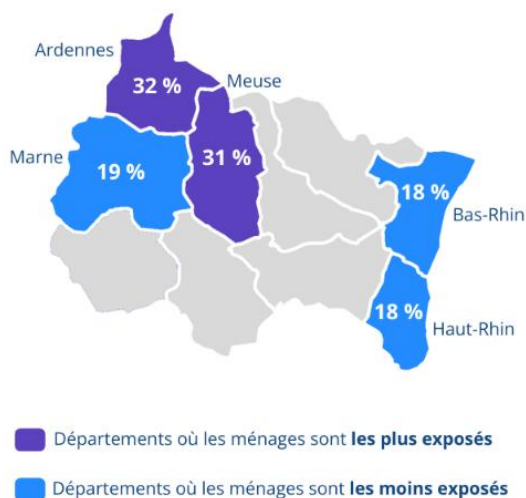 Ardennes
32 %
Meuse
Marne
19 %
31 %
18 %
Bas-Rhin
18 %
Haut-Rhin
Départements où les ménages sont les plus exposés
Départements où les ménages sont les moins exposés